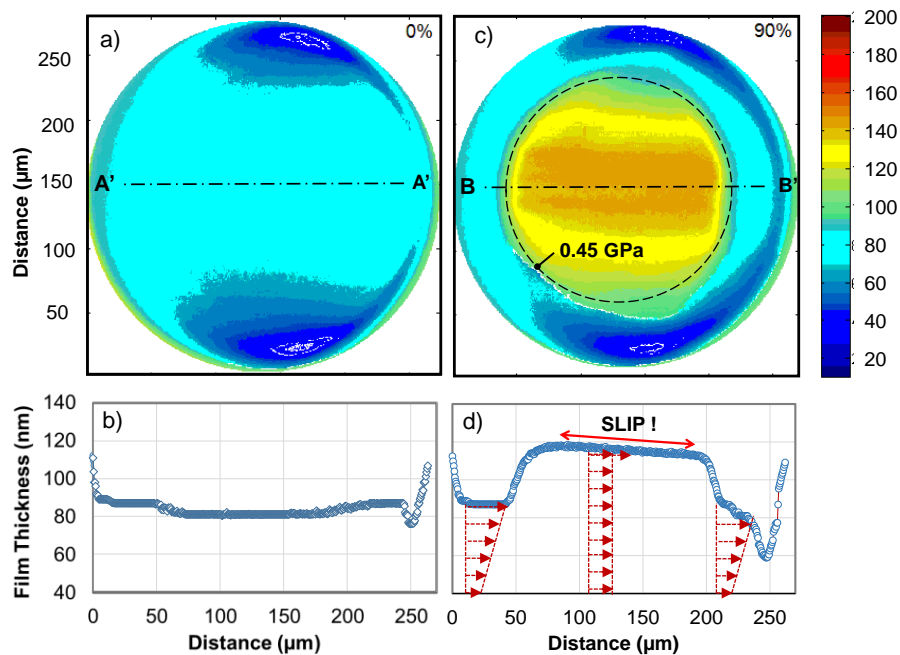 a)
0%
c)
90%
200
180
160
140
120
100
80
60
40
20
250
200
150
100
50
Distance (µm)
A’
A’
B
B’
0.45 GPa
140
120
100
80
60
40
Film Thickness (nm)
b)
d)
SLIP !
0 50 100 150 200 250
0 50 100 150 200 250
Distance (µm)
Distance (µm)